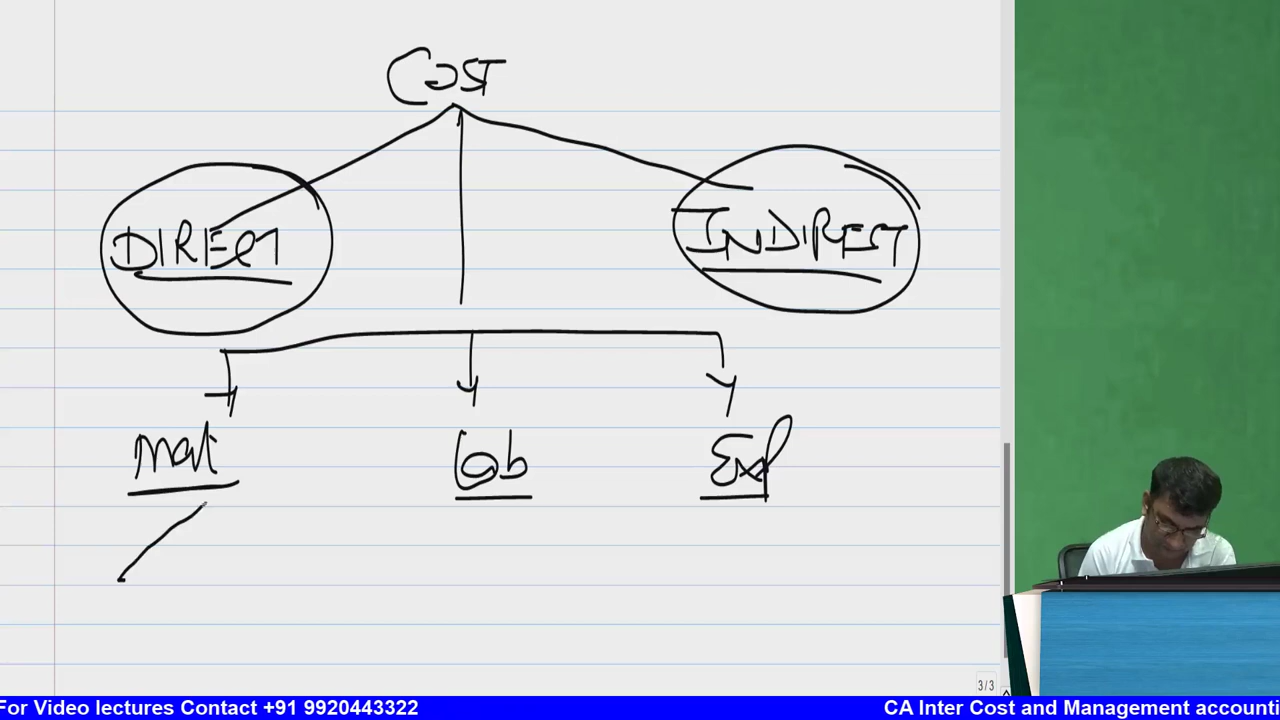 COST
DIRECT
INDIRECT
Mat
Lab
Exp
3/3
For Video lectures Contact +91 9920443322
CA Inter Cost and Management accounti